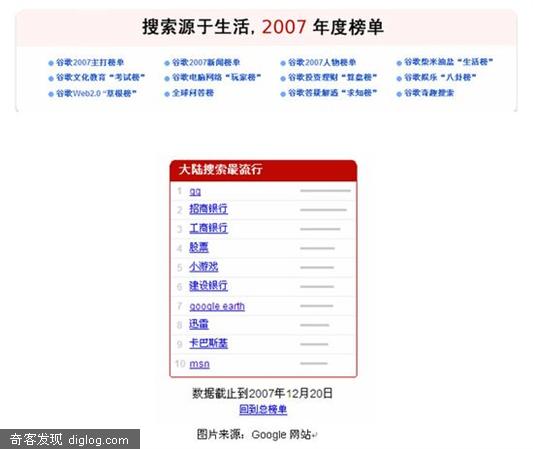 搜索源于生活, 2007 年度榜单
谷歌2007主打榜单 谷歌2007新闻榜单 谷歌2007人物榜单 谷歌柴米油盐“生活榜”
谷歌文化教育“考试榜” 谷歌电脑网络“玩家榜” 谷歌投资理财“算盘榜” 谷歌娱乐“八卦榜”
谷歌Web2.0“草根榜” 全球问答榜 谷歌答疑解惑“求知榜” 谷歌奇趣搜索
大陆搜索最流行
1 qq
2 招商银行
3 工商银行
4 股票
5 小游戏
6 建设银行
7 google earth
8 迅雷
9 卡巴斯基
10 msn
数据截止到2007年12月20日
回到总榜单
图片来源：Google 网站
奇客发现 diglog.com